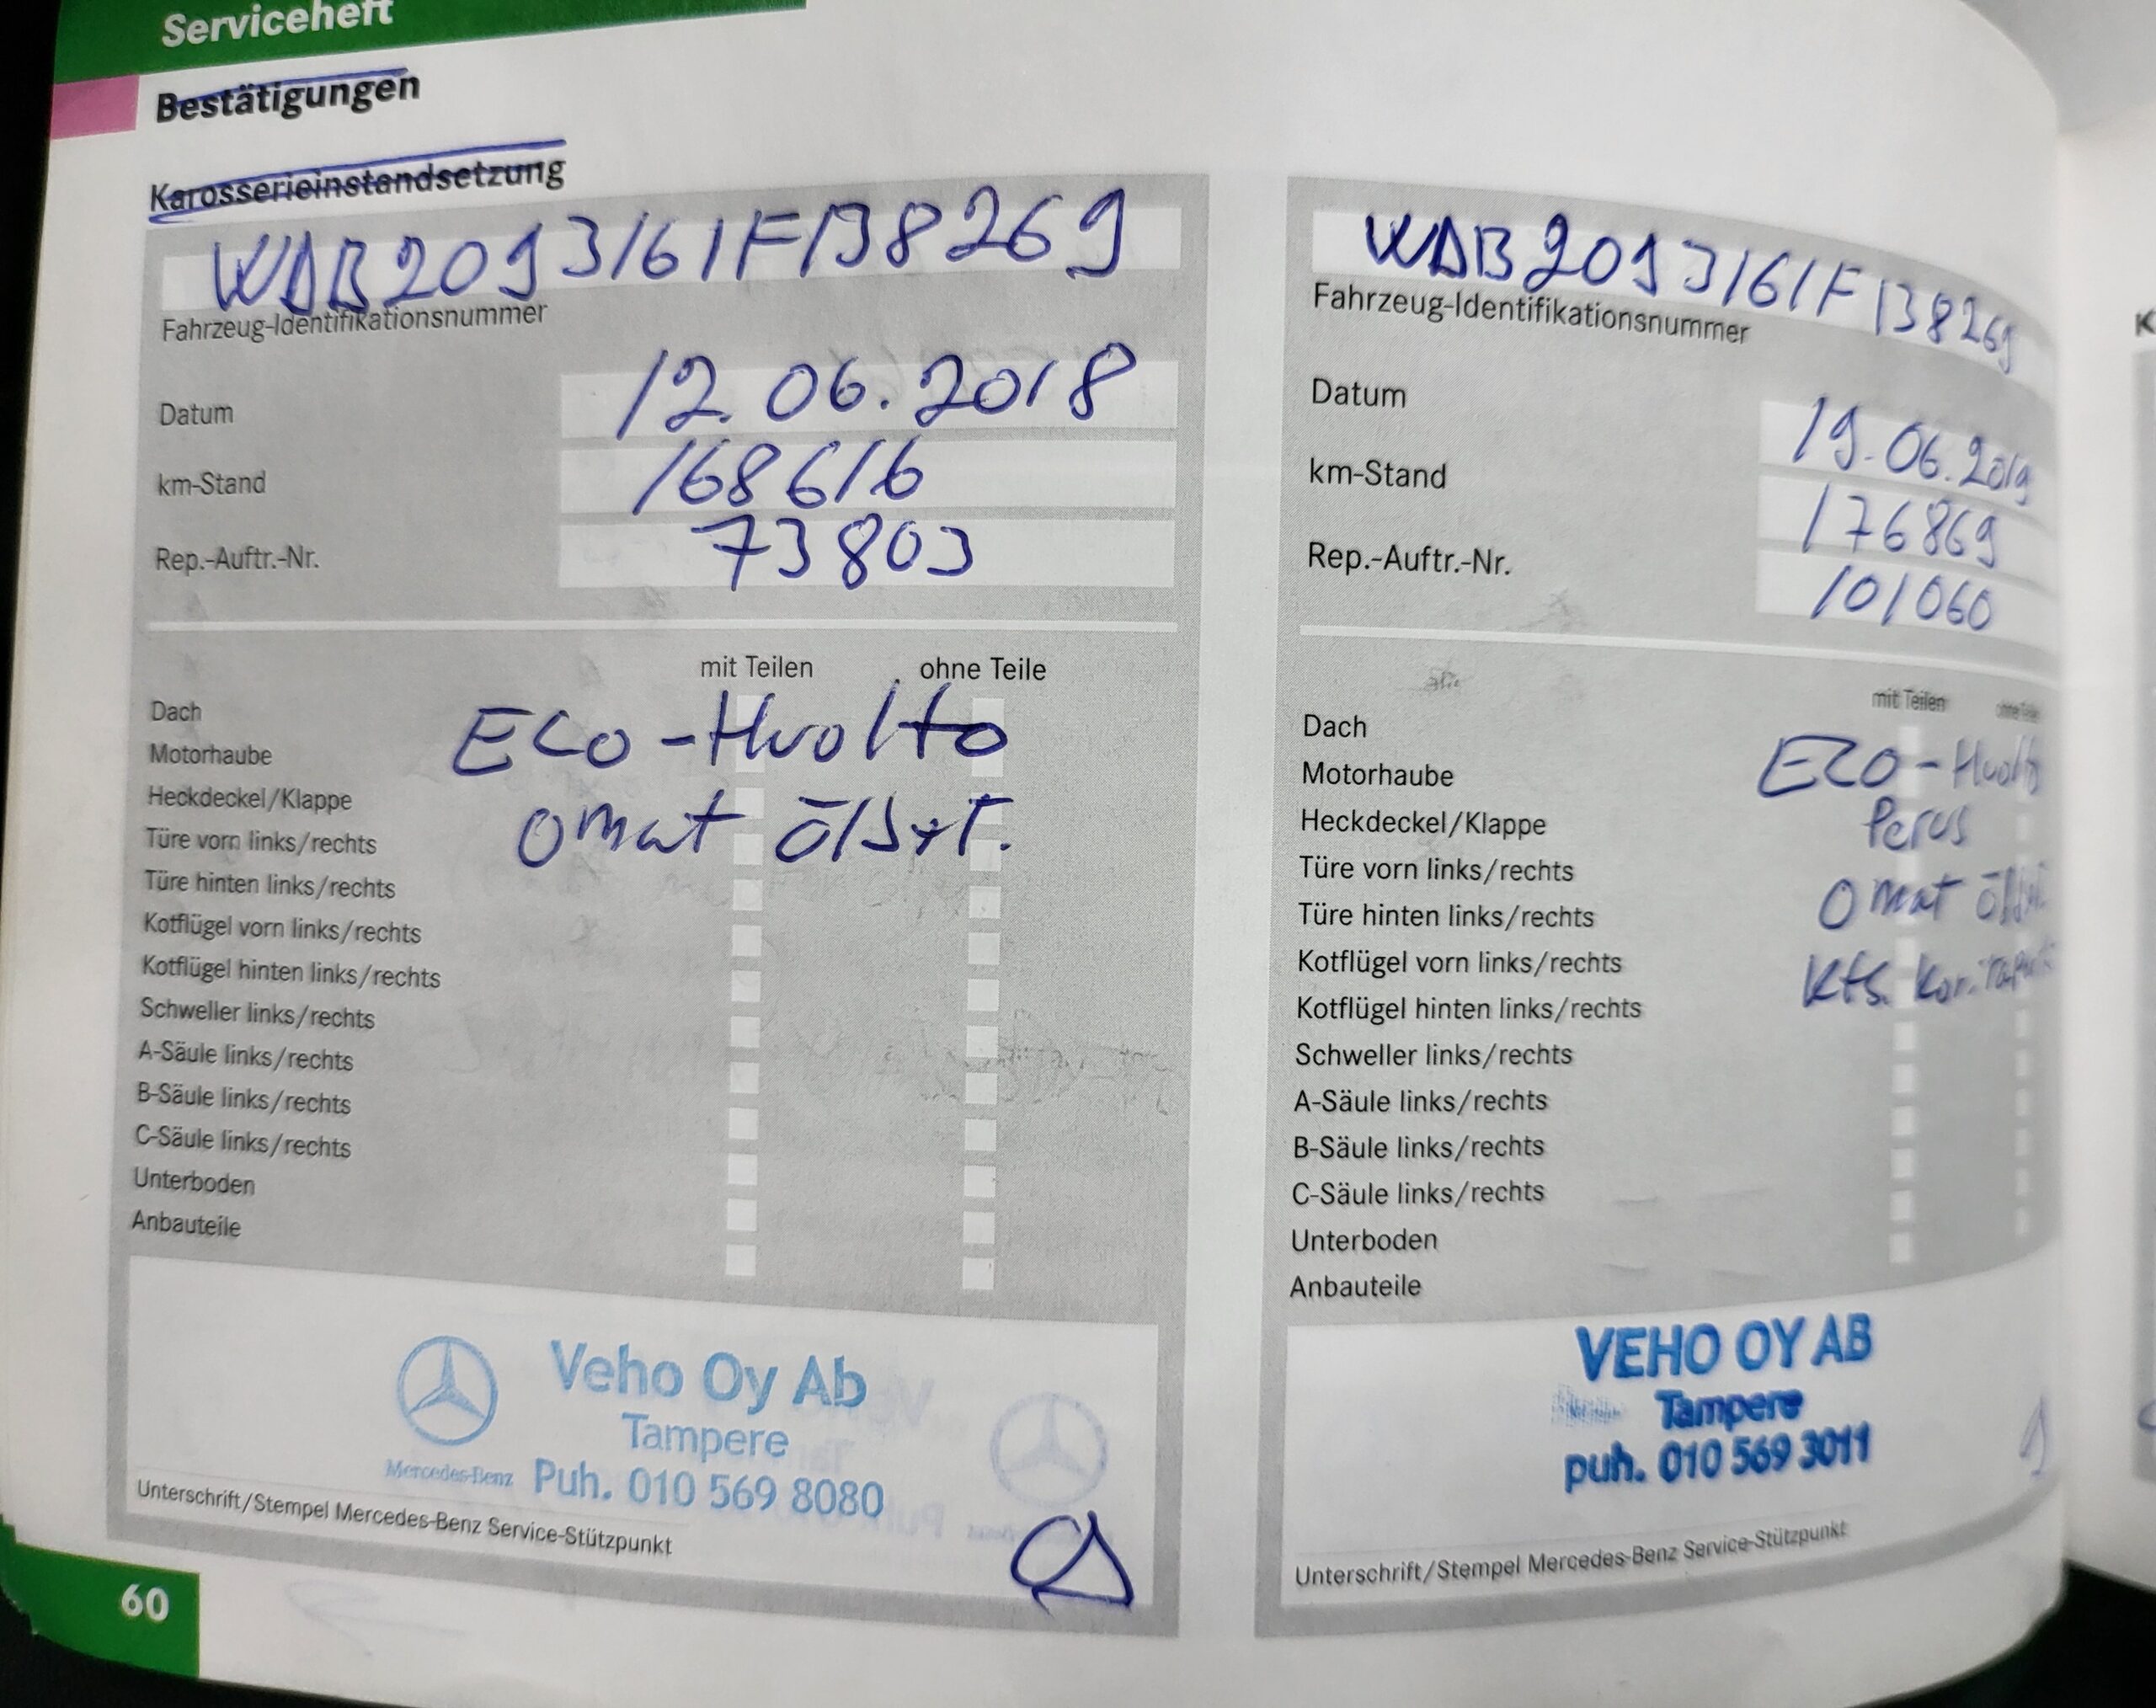 Serviceheft
Bestätigungen
Karosserieinstandsetzung
WDB2093161F138269
Fahrzeug-Identifikationsnummer
Datum 12.06.2018
km-Stand 168616
Rep.-Auftr.-Nr. 73803
mit Teilen ohne Teile
Dach
Motorhaube
ECO-Huolto
Heckdeckel/Klappe
Türe vorn links/rechts
omat öljyt.
Türe hinten links/rechts
Kotflügel vorn links/rechts
Kotflügel hinten links/rechts
Schweller links/rechts
A-Säule links/rechts
B-Säule links/rechts
C-Säule links/rechts
Unterboden
Anbauteile
Veho Oy Ab
Tampere
Mercedes-Benz Puh. 010 569 8080
Unterschrift/Stempel Mercedes-Benz Service-Stützpunkt
60
WDB2093161F138269
Fahrzeug-Identifikationsnummer
Datum 19.06.2019
km-Stand 176869
Rep.-Auftr.-Nr. 101060
mit Teilen ohne Teile
Dach
Motorhaube ECO-Huolto
Heckdeckel/Klappe Perus
Türe vorn links/rechts
Türe hinten links/rechts omat
Kotflügel vorn links/rechts
Kts.
Kotflügel hinten links/rechts
Schweller links/rechts
A-Säule links/rechts
B-Säule links/rechts
C-Säule links/rechts
Unterboden
Anbauteile
VEHO OY AB
Tampere
puh. 010 569 3011
Unterschrift/Stempel Mercedes-Benz Service-Stützpunkt
K